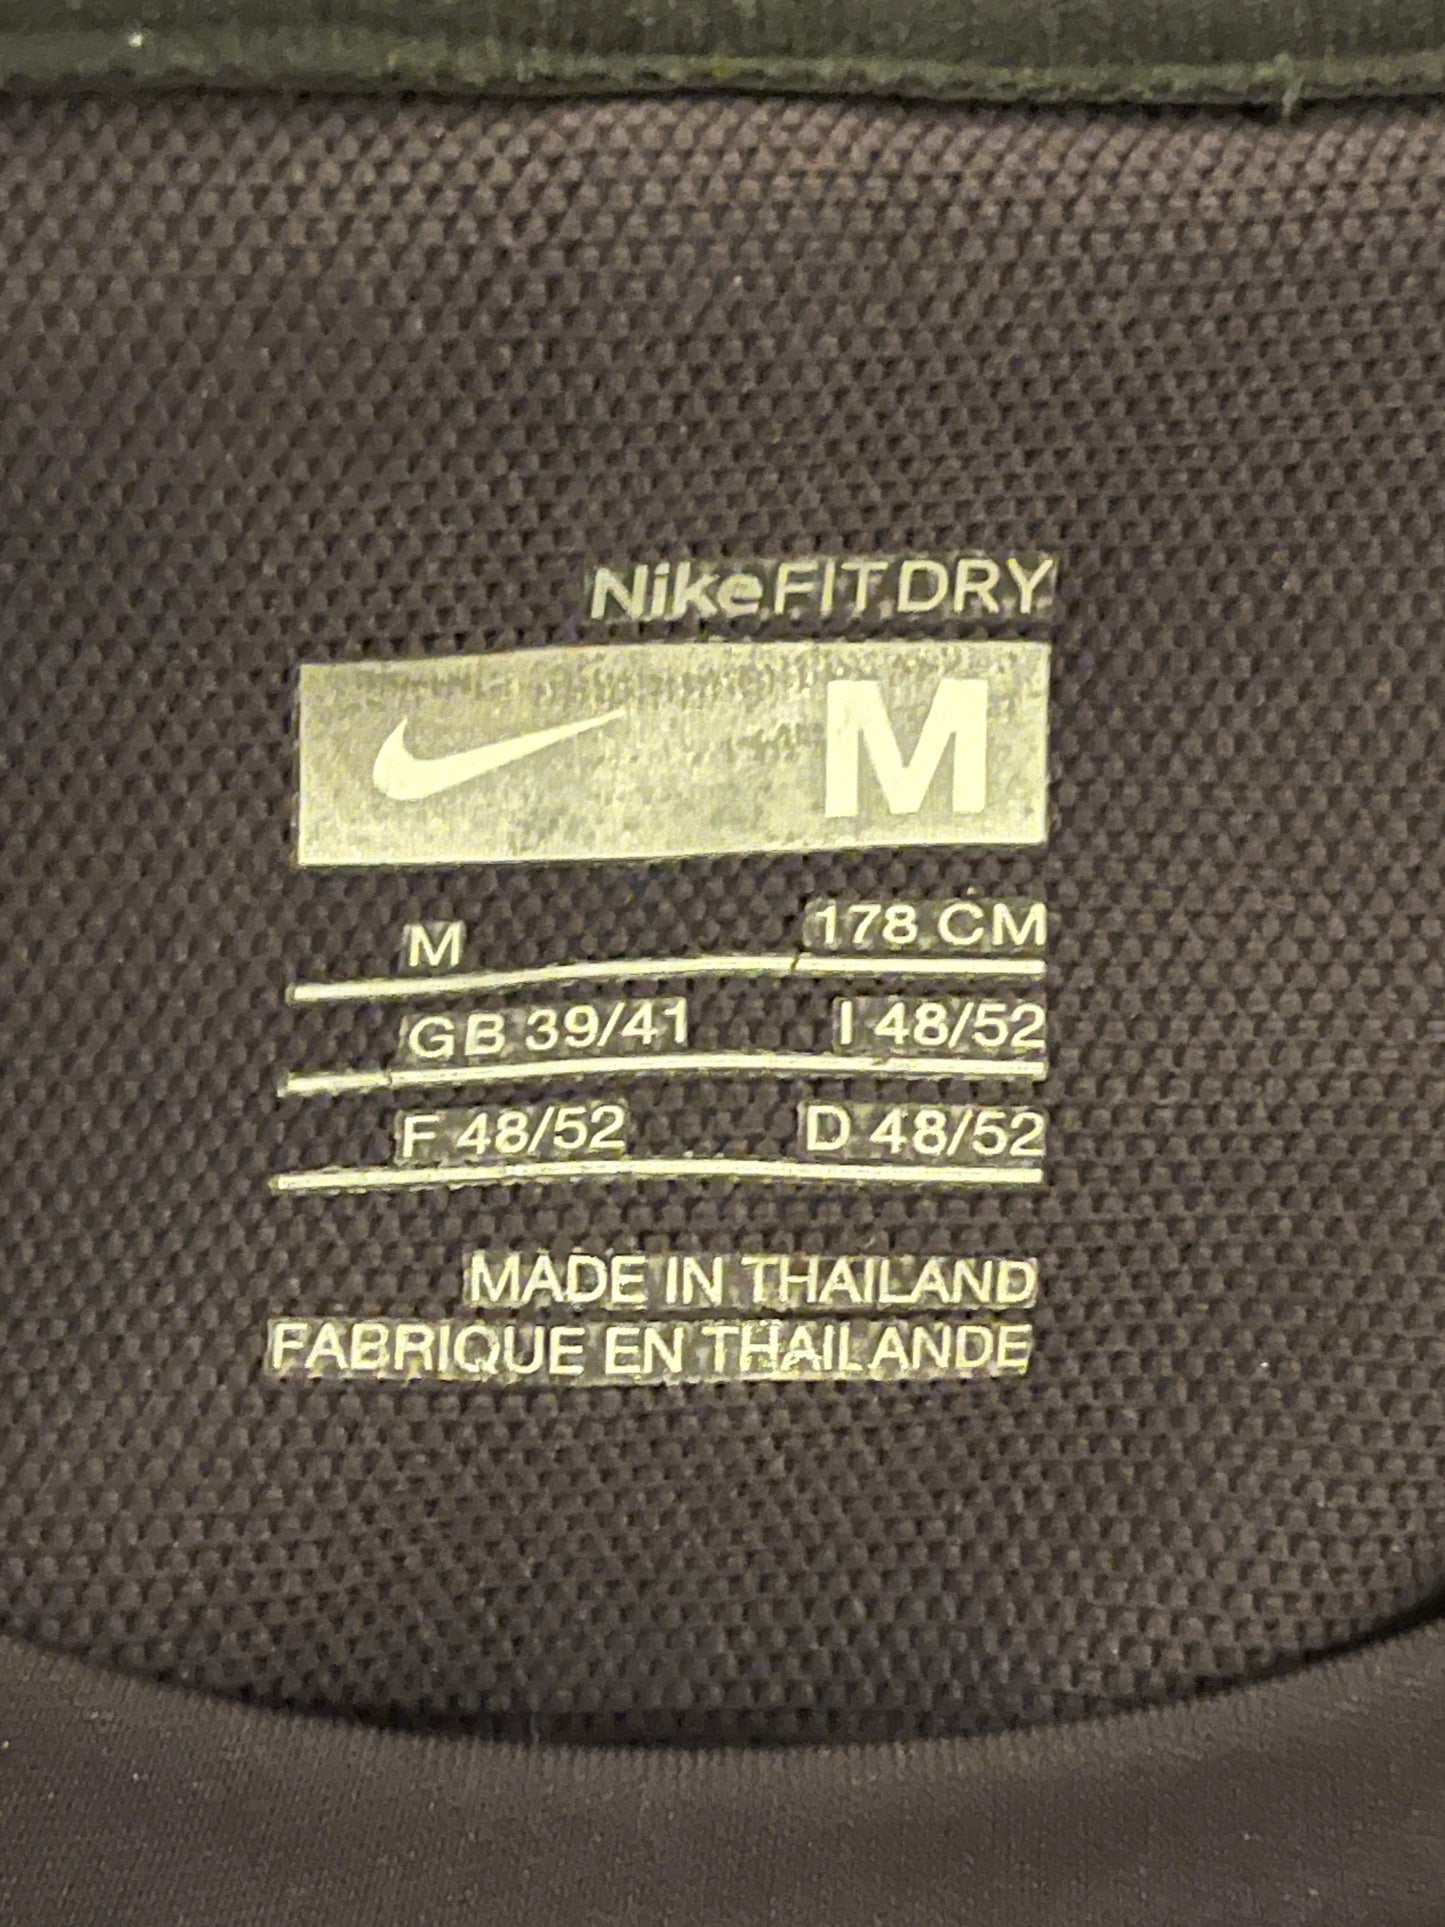 NikeFIT DRY
M
M 178 CM
GB 39/41 I 48/52
F 48/52 D 48/52
MADE IN THAILAND
FABRIQUE EN THAILANDE